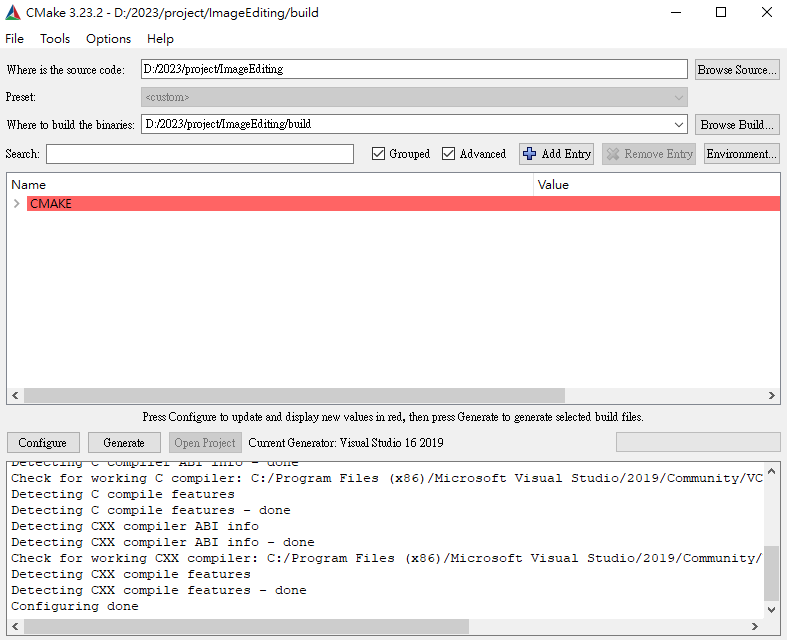 CMake 3.23.2 - D:/2023/project/ImageEditing/build
File Tools Options Help
Where is the source code: D:/2023/project/ImageEditing Browse Source...
Preset: <custom>
Where to build the binaries: D:/2023/project/ImageEditing/build Browse Build...
Search: Grouped Advanced Add Entry Remove Entry Environment...
Name Value
CMAKE
Press Configure to update and display new values in red, then press Generate to generate selected build files.
Configure Generate Open Project Current Generator: Visual Studio 16 2019
Detecting C compiler ABI info - done
Check for working C compiler: C:/Program Files (x86)/Microsoft Visual Studio/2019/Community/VC
Detecting C compile features
Detecting C compile features - done
Detecting CXX compiler ABI info
Detecting CXX compiler ABI info - done
Check for working CXX compiler: C:/Program Files (x86)/Microsoft Visual Studio/2019/Community/
Detecting CXX compile features
Detecting CXX compile features - done
Configuring done